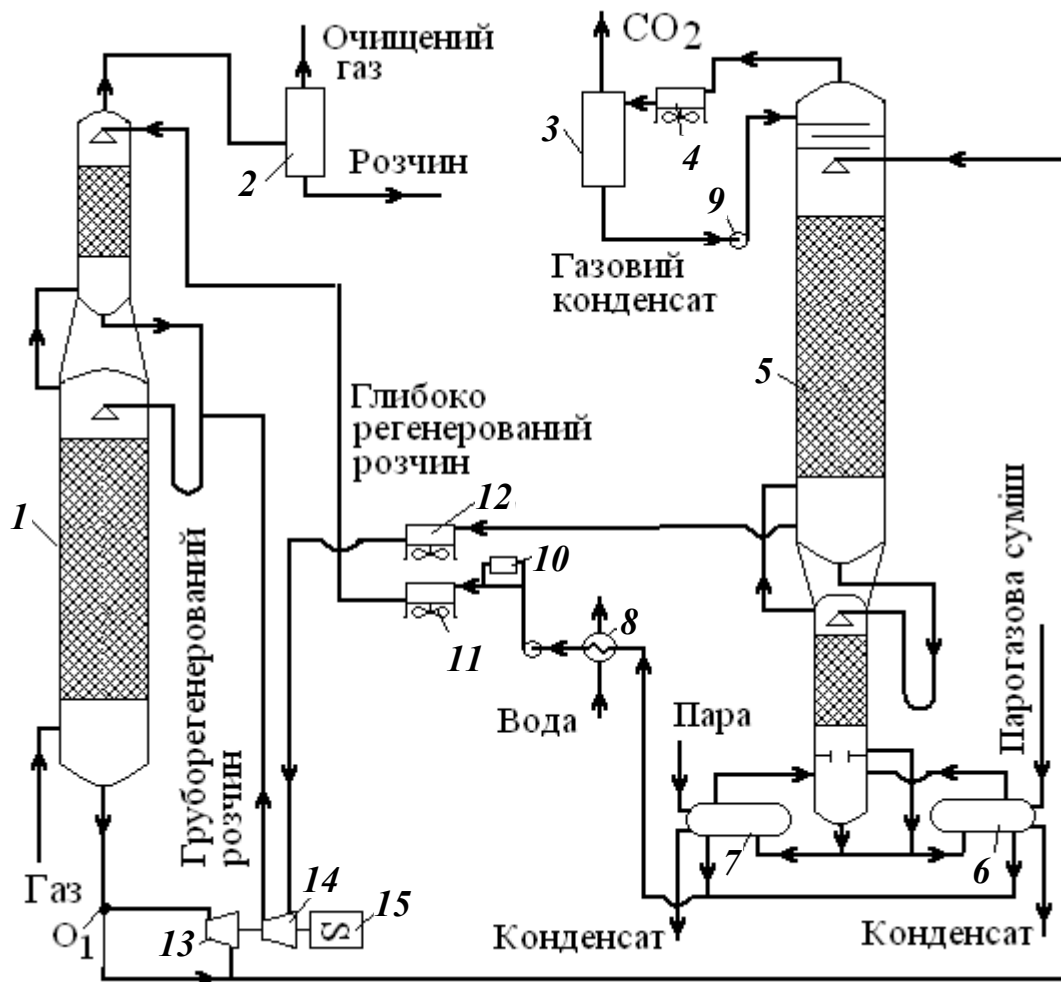 Очищений
газ
2
Розчин
CO2
3
4
9
Газовий
конденсат
5
Глибоко
регенерований
розчин
1
12
10
11
8
Вода
Груборегенерований
розчин
Пара
Парогазова суміш
7
6
Газ
O1
13
14
15
S
Конденсат
Конденсат